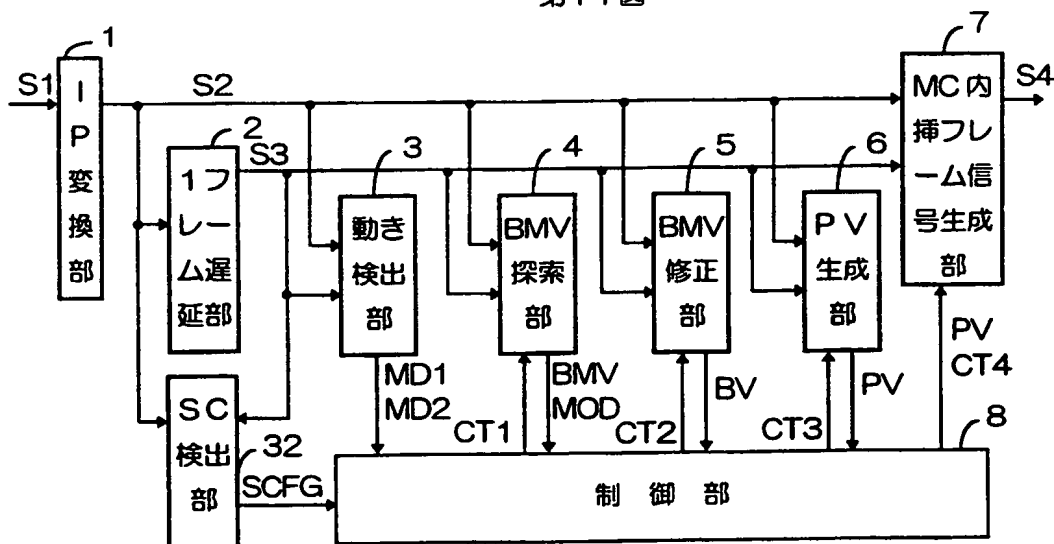 1
7
S1
S2
S4
I
P
変
換
部
MC内
挿フレ
ーム信
号生成
部
2
S3
3
4
5
6
1フ
レー
ム遅
延部
動き
検出
部
BMV
探索
部
BMV
修正
部
PV
生成
部
MD1
MD2
CT1
BMV
MOD
CT2
BV
CT3
PV
PV
CT4
8
SC
検出
部
32
SCFG
制御部